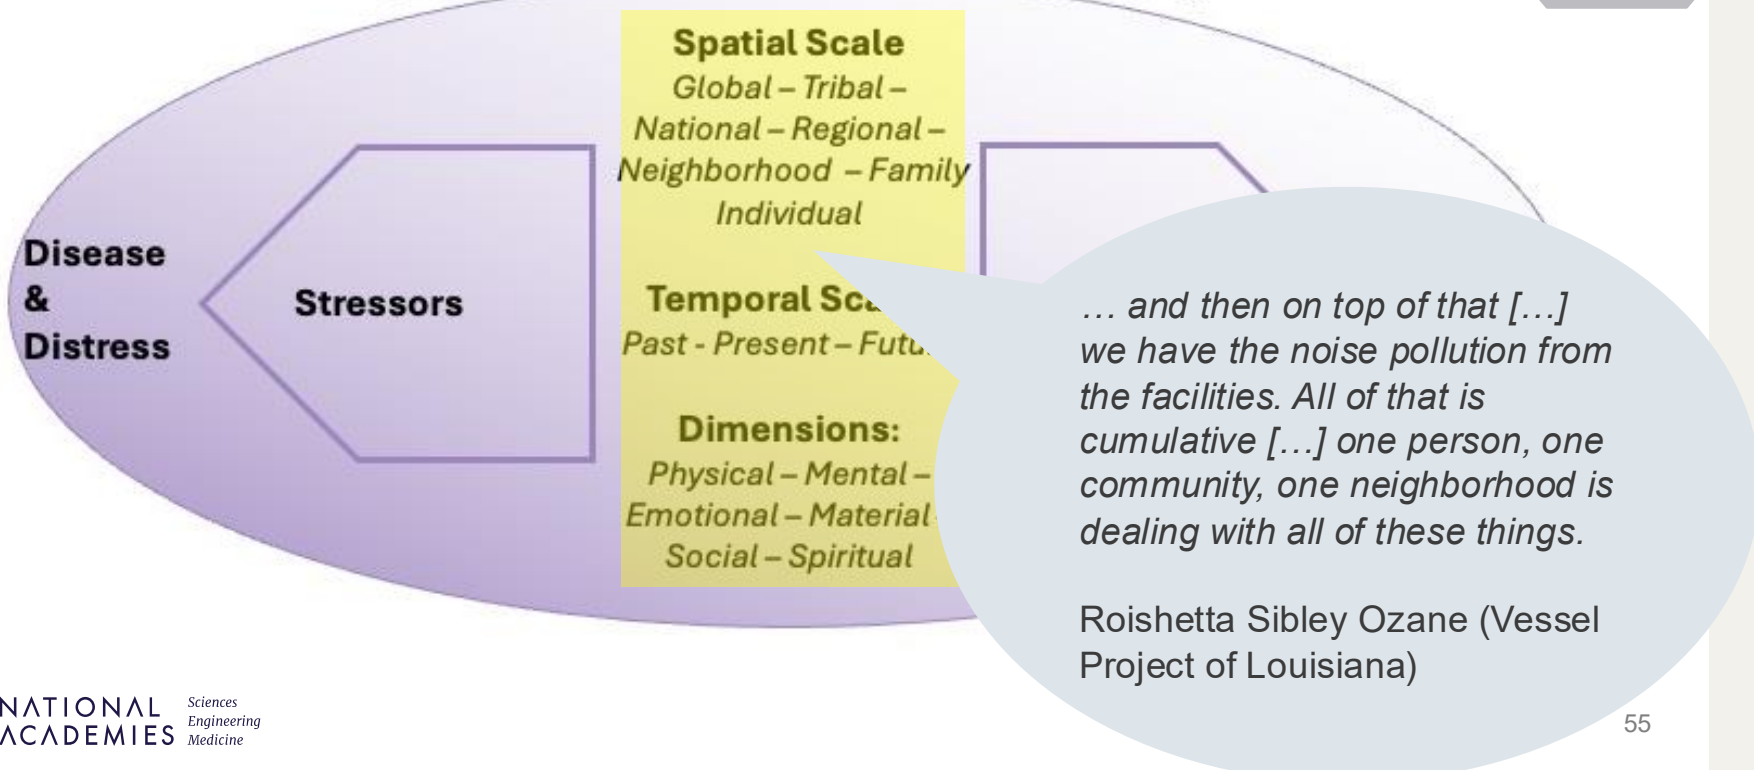 Spatial Scale
Global – Tribal –
National – Regional –
Neighborhood – Family
Individual
Disease
&
Distress
Stressors
Temporal
Past - Present –
Dimensions:
Physical – Mental –
Emotional – Material
Social – Spiritual
… and then on top of that […]
we have the noise pollution from
the facilities. All of that is
cumulative […] one person, one
community, one neighborhood is
dealing with all of these things.
Roishetta Sibley Ozane (Vessel
Project of Louisiana)
NATIONAL
ACADEMIES
Sciences
Engineering
Medicine
55